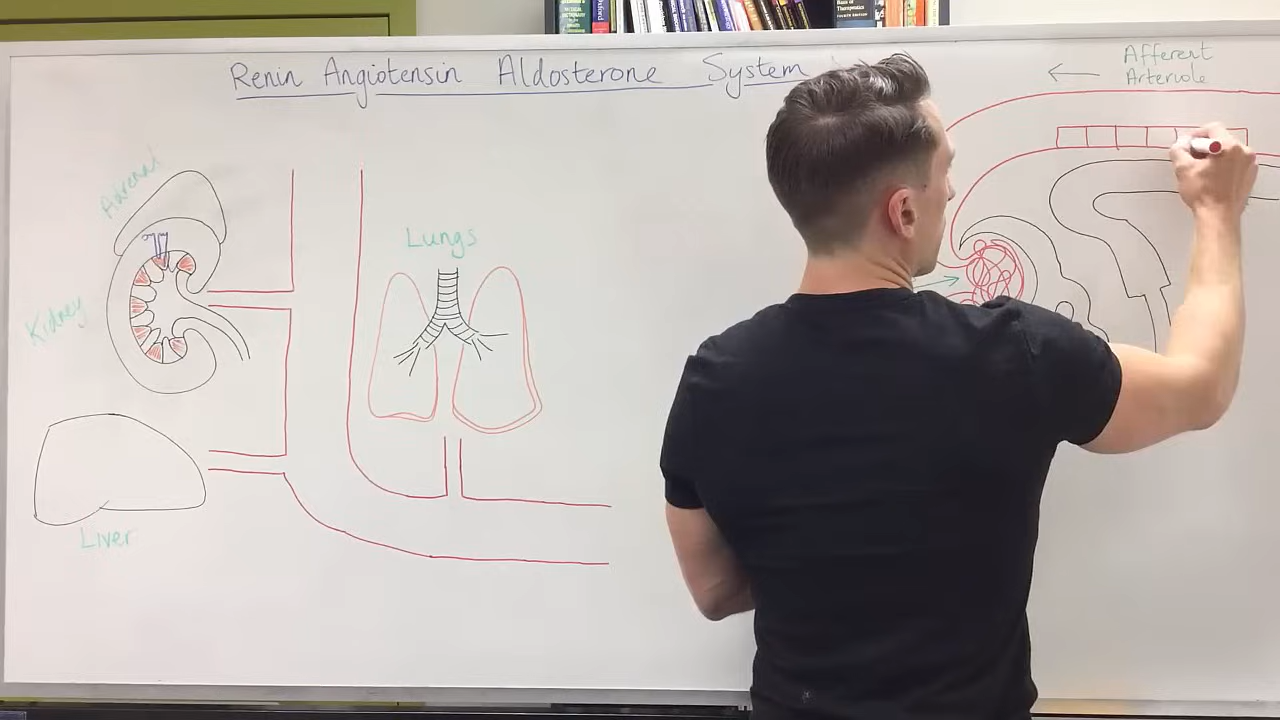 Renin Angiotensin Aldosterone System
Afferent
Arteriole
Adrenal
Lungs
Kidney
Liver